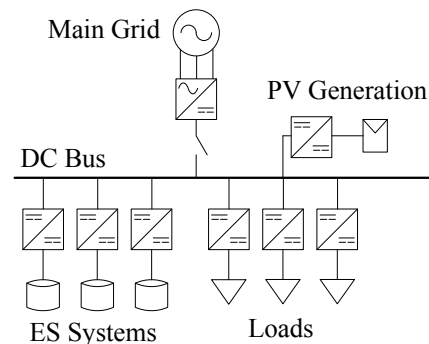 Main Grid
PV Generation
DC Bus
ES Systems
Loads